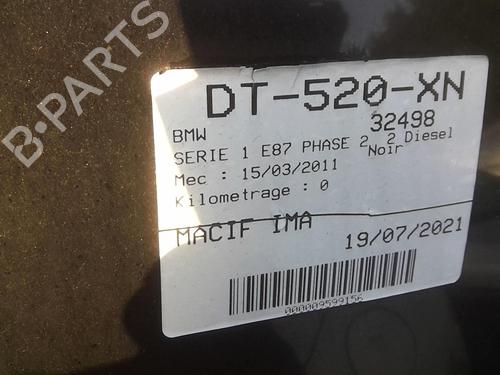 B-PARTS
DT-520-XN
BMW 32498
SERIE 1 E87 PHASE 2 2 Diesel
Mec : 15/03/2011 Noir
Kilometrage : 0
MACIF IMA 19/07/2021
000009599156